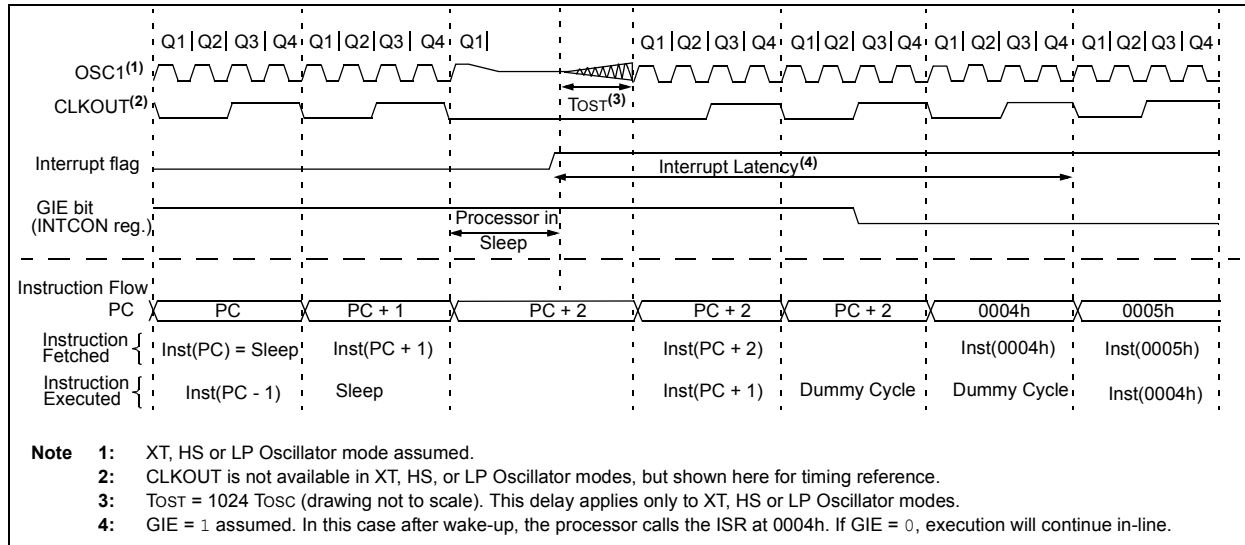 Q1 Q2 Q3 Q4 Q1 Q2 Q3 Q4 Q1 Q1 Q2 Q3 Q4 Q1 Q2 Q3 Q4 Q1 Q2 Q3 Q4 Q1 Q2 Q3 Q4
OSC1(1)
TOST(3)
CLKOUT(2)
Interrupt flag
Interrupt Latency(4)
GIE bit
(INTCON reg.)
Processor in
Sleep
Instruction Flow
PC PC PC + 1 PC + 2 PC + 2 PC + 2 0004h 0005h
Instruction
Fetched { Inst(PC) = Sleep Inst(PC + 1) Inst(PC + 2) Inst(0004h) Inst(0005h)
Instruction
Executed { Inst(PC - 1) Sleep Inst(PC + 1) Dummy Cycle Dummy Cycle Inst(0004h)
Note 1: XT, HS or LP Oscillator mode assumed.
2: CLKOUT is not available in XT, HS, or LP Oscillator modes, but shown here for timing reference.
3: TOST = 1024 TOSC (drawing not to scale). This delay applies only to XT, HS or LP Oscillator modes.
4: GIE = 1 assumed. In this case after wake-up, the processor calls the ISR at 0004h. If GIE = 0, execution will continue in-line.